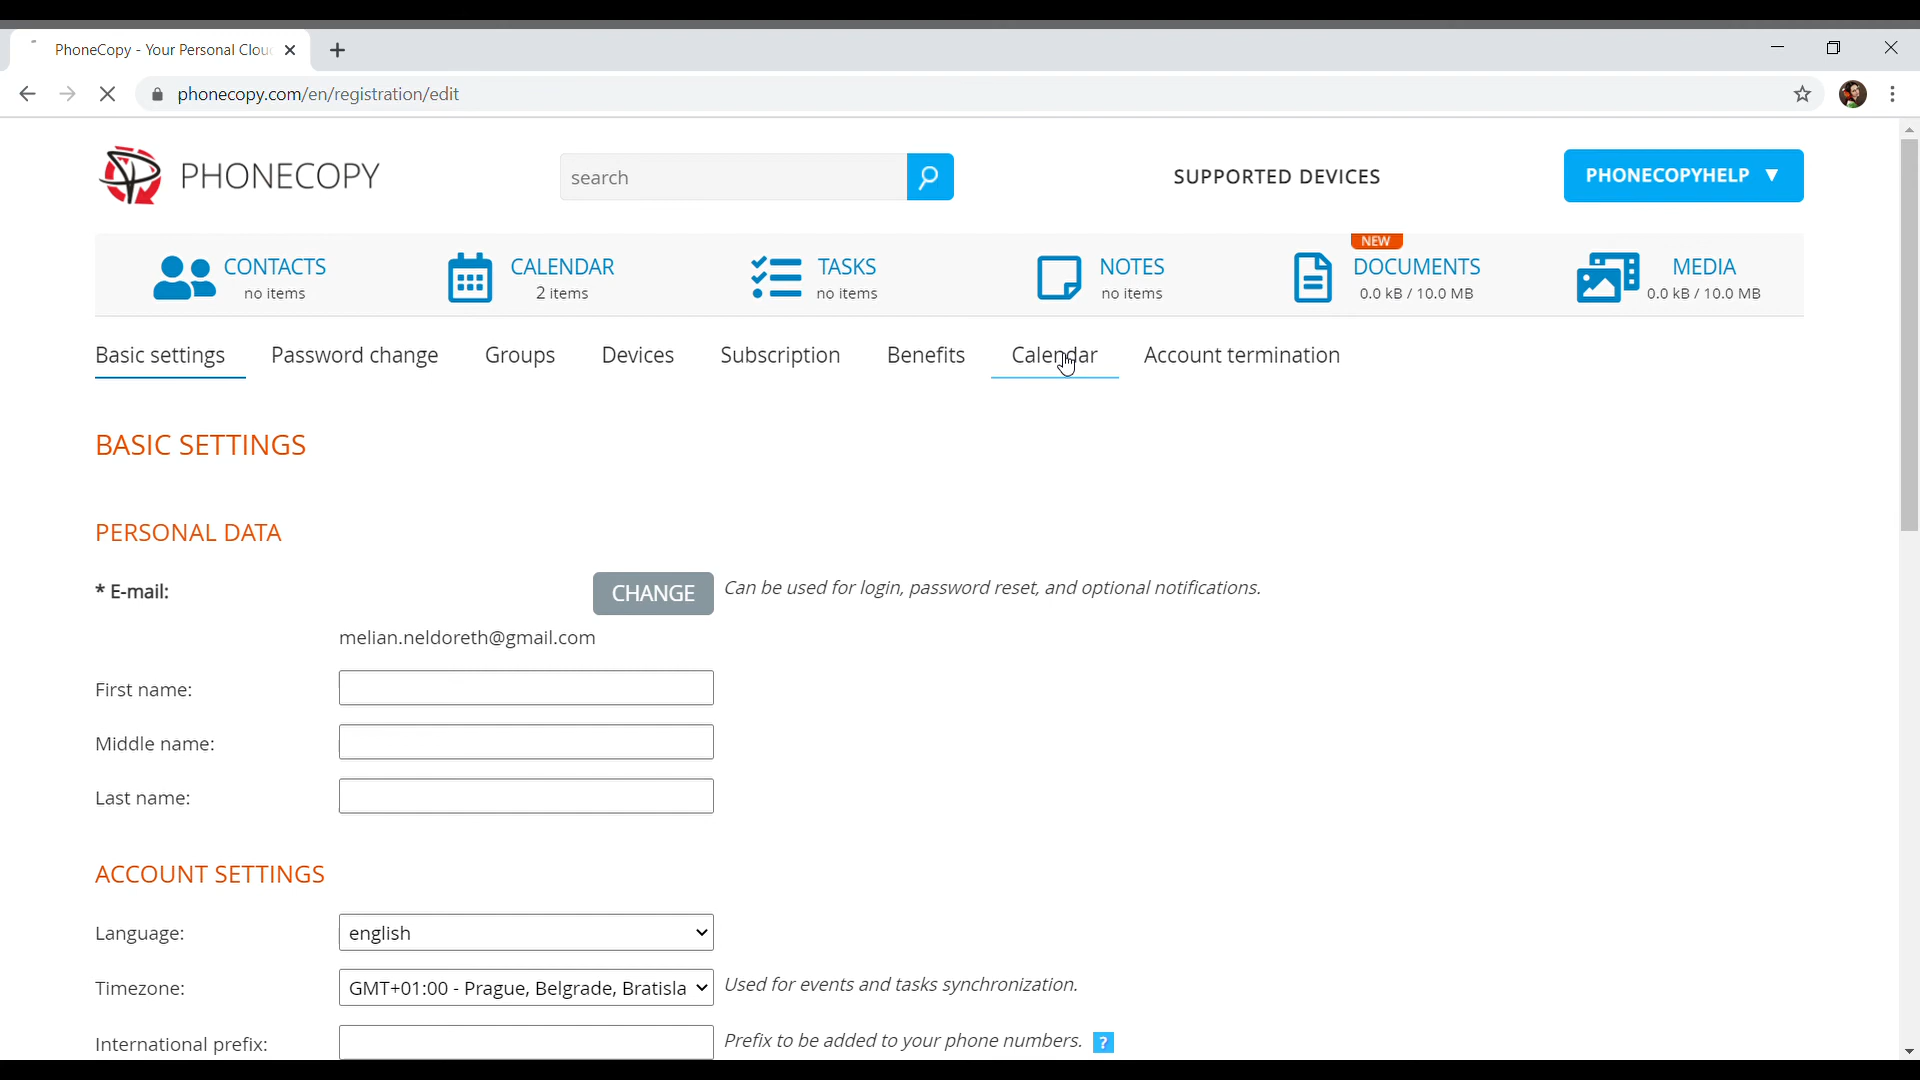 PhoneCopy - Your Personal Clou
phonecopy.com/en/registration/edit
PHONECOPY
search
SUPPORTED DEVICES
PHONECOPYHELP ▼
CONTACTS
no items
CALENDAR
2 items
TASKS
no items
NOTES
no items
NEW
DOCUMENTS
0.0 kB / 10.0 MB
MEDIA
0.0 kB / 10.0 MB
Basic settings Password change Groups Devices Subscription Benefits Calendar Account termination
BASIC SETTINGS
PERSONAL DATA
* E-mail: CHANGE Can be used for login, password reset, and optional notifications.
melian.neldoreth@gmail.com
First name:
Middle name:
Last name:
ACCOUNT SETTINGS
Language: english
Timezone: GMT+01:00 - Prague, Belgrade, Bratisla Used for events and tasks synchronization.
International prefix: Prefix to be added to your phone numbers. ?